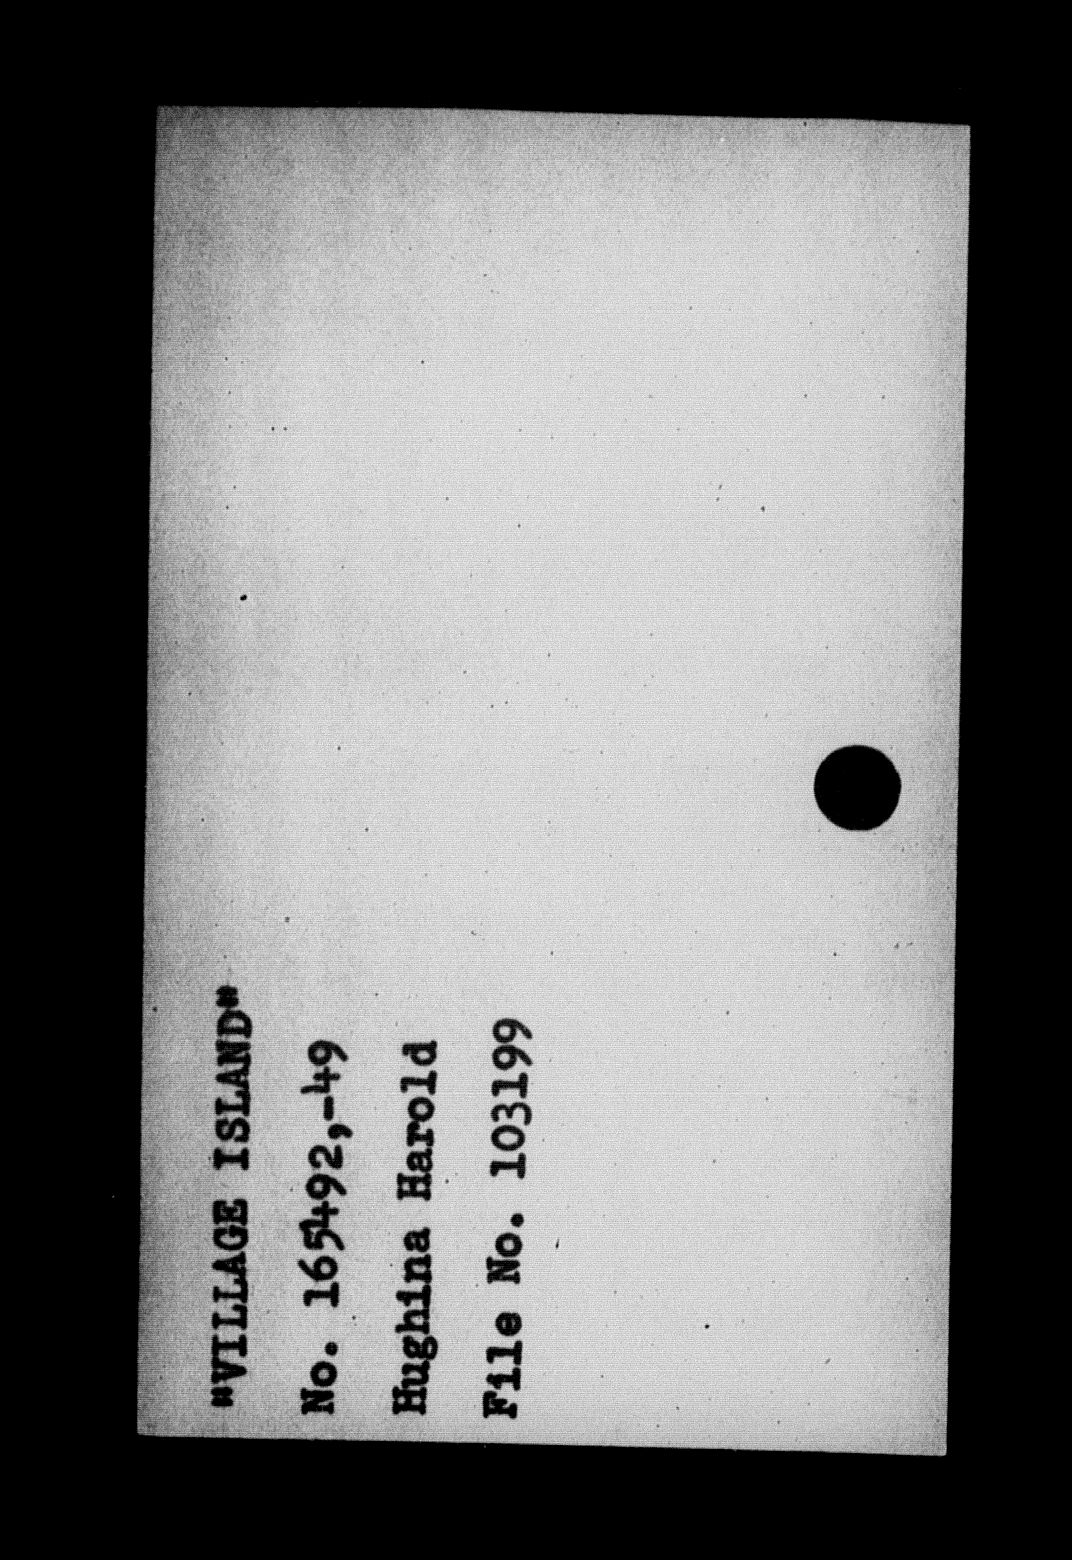 "VILLAGE ISLAND"
No. 165492,-49
Hughina Harold
File No. 103199